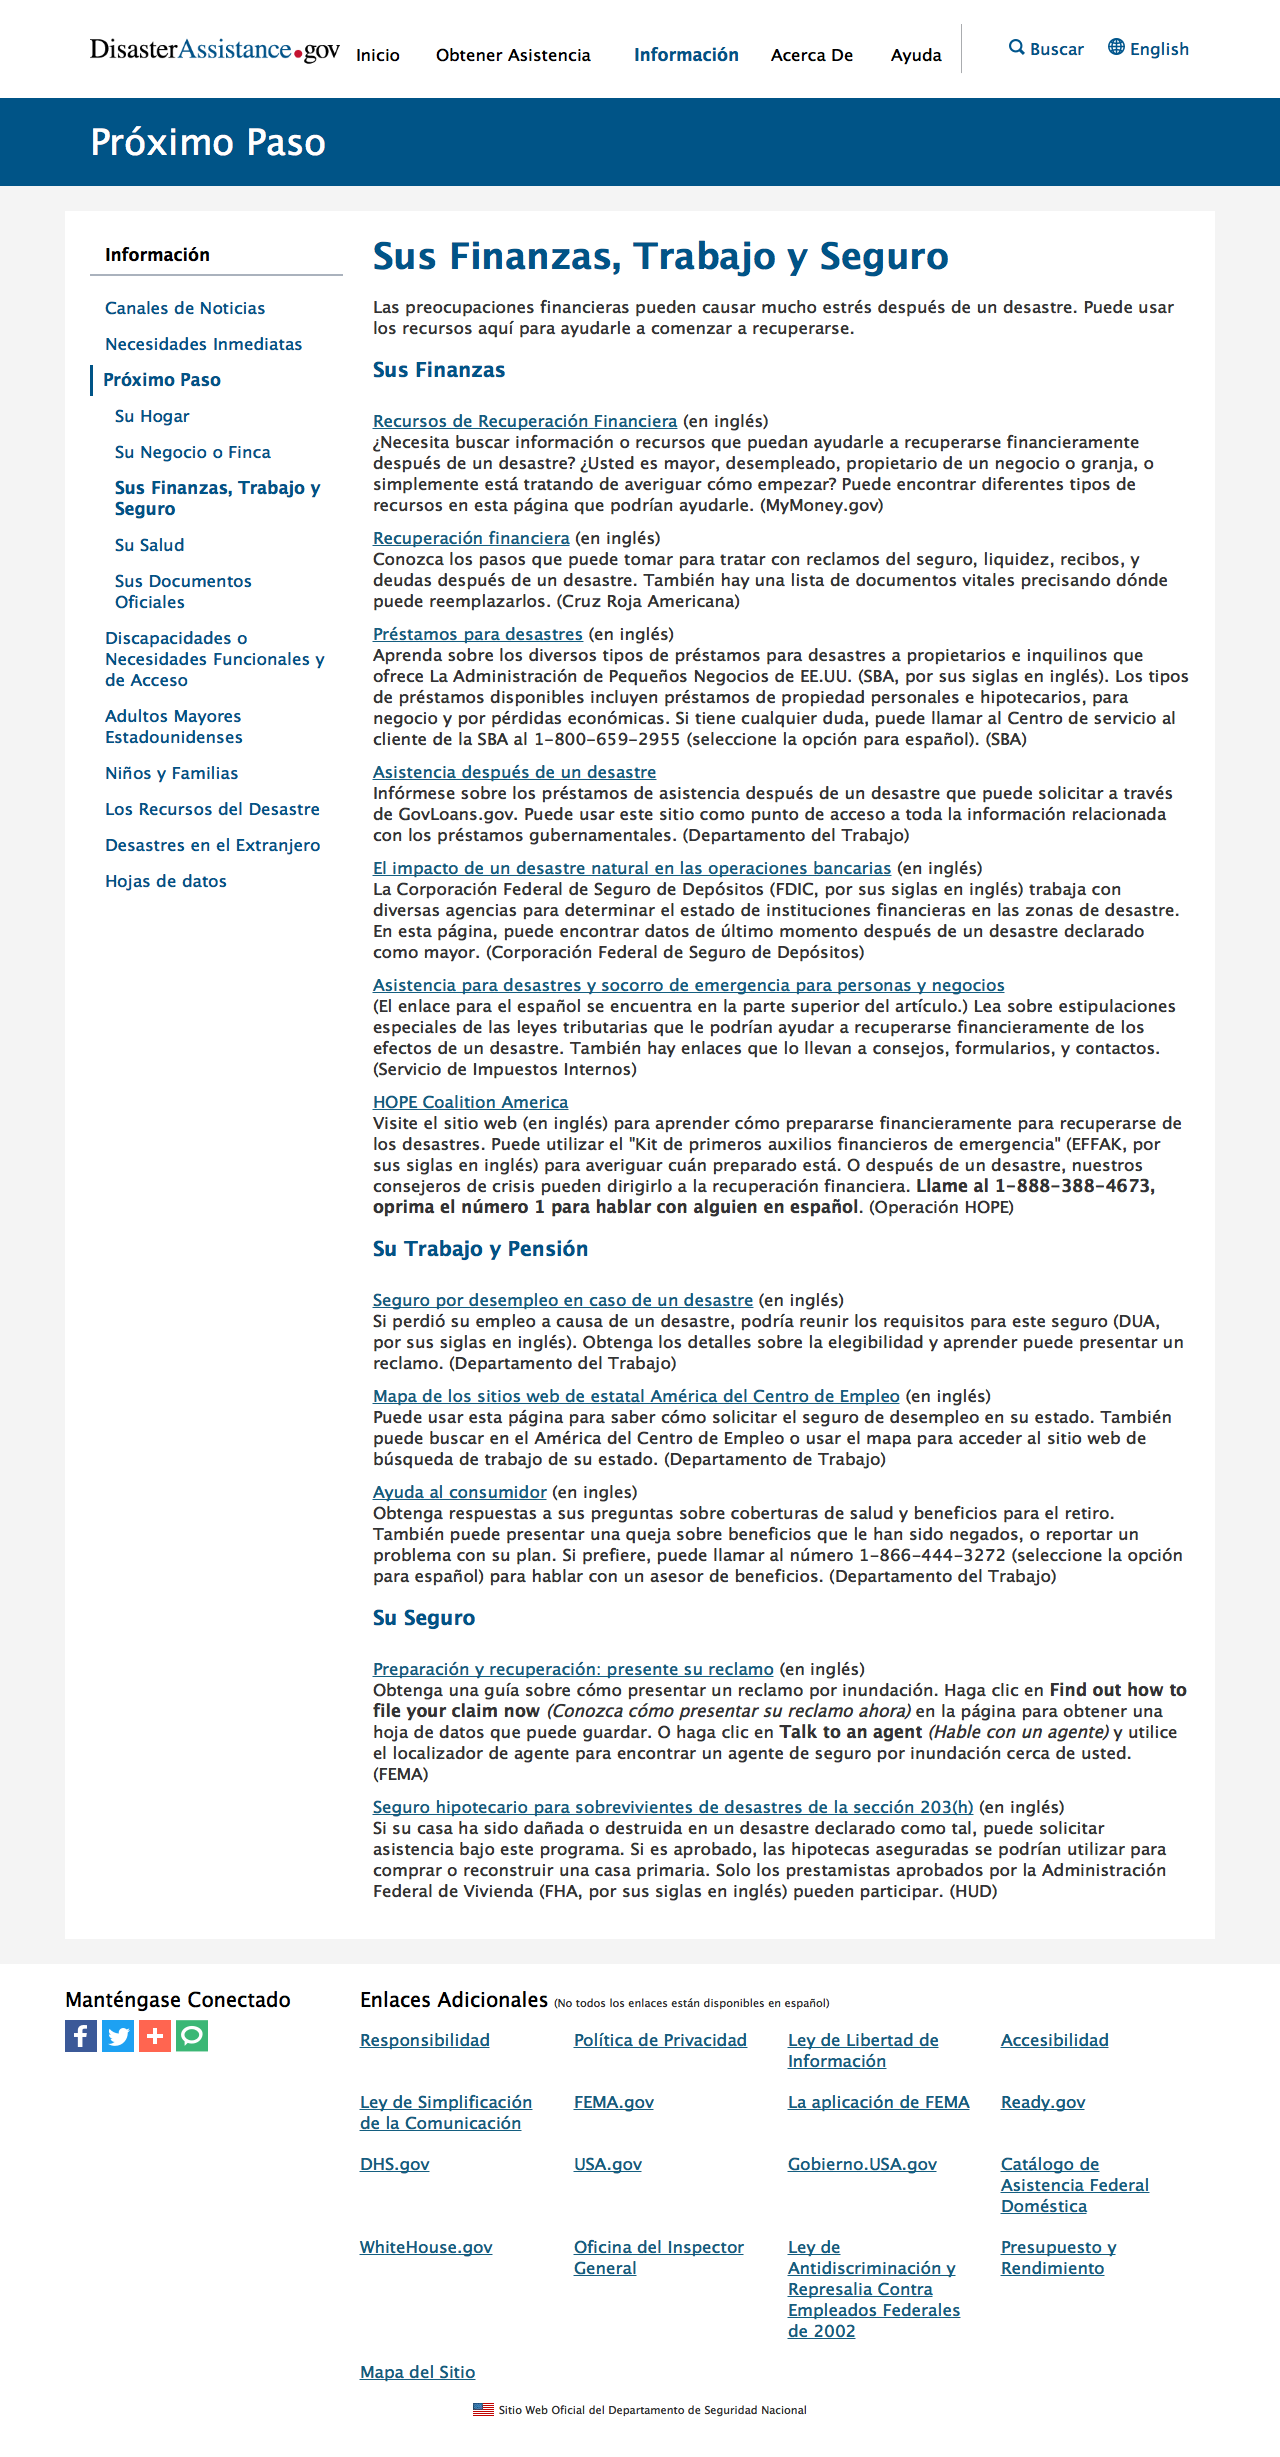 DisasterAssistance.gov
Inicio
Obtener Asistencia
Información
Acerca De
Ayuda
Buscar
English
Próximo Paso
Información
Canales de Noticias
Necesidades Inmediatas
Próximo Paso
Su Hogar
Su Negocio o Finca
Sus Finanzas, Trabajo y
Seguro
Su Salud
Sus Documentos
Oficiales
Discapacidades o
Necesidades Funcionales y
de Acceso
Adultos Mayores
Estadounidenses
Niños y Familias
Los Recursos del Desastre
Desastres en el Extranjero
Hojas de datos
Sus Finanzas, Trabajo y Seguro
Las preocupaciones financieras pueden causar mucho estrés después de un desastre. Puede usar
los recursos aquí para ayudarle a comenzar a recuperarse.
Sus Finanzas
Recursos de Recuperación Financiera (en inglés)
¿Necesita buscar información o recursos que puedan ayudarle a recuperarse financieramente
después de un desastre? ¿Usted es mayor, desempleado, propietario de un negocio o granja, o
simplemente está tratando de averiguar cómo empezar? Puede encontrar diferentes tipos de
recursos en esta página que podrían ayudarle. (MyMoney.gov)
Recuperación financiera (en inglés)
Conozca los pasos que puede tomar para tratar con reclamos del seguro, liquidez, recibos, y
deudas después de un desastre. También hay una lista de documentos vitales precisando dónde
puede reemplazarlos. (Cruz Roja Americana)
Préstamos para desastres (en inglés)
Aprenda sobre los diversos tipos de préstamos para desastres a propietarios e inquilinos que
ofrece La Administración de Pequeños Negocios de EE.UU. (SBA, por sus siglas en inglés). Los tipos
de préstamos disponibles incluyen préstamos de propiedad personales e hipotecarios, para
negocio y por pérdidas económicas. Si tiene cualquier duda, puede llamar al Centro de servicio al
cliente de la SBA al 1-800-659-2955 (seleccione la opción para español). (SBA)
Asistencia después de un desastre
Infórmese sobre los préstamos de asistencia después de un desastre que puede solicitar a través
de GovLoans.gov. Puede usar este sitio como punto de acceso a toda la información relacionada
con los préstamos gubernamentales. (Departamento del Trabajo)
El impacto de un desastre natural en las operaciones bancarias (en inglés)
La Corporación Federal de Seguro de Depósitos (FDIC, por sus siglas en inglés) trabaja con
diversas agencias para determinar el estado de instituciones financieras en las zonas de desastre.
En esta página, puede encontrar datos de último momento después de un desastre declarado
como mayor. (Corporación Federal de Seguro de Depósitos)
Asistencia para desastres y socorro de emergencia para personas y negocios
(El enlace para el español se encuentra en la parte superior del artículo.) Lea sobre estipulaciones
especiales de las leyes tributarias que le podrían ayudar a recuperarse financieramente de los
efectos de un desastre. También hay enlaces que lo llevan a consejos, formularios, y contactos.
(Servicio de Impuestos Internos)
HOPE Coalition America
Visite el sitio web (en inglés) para aprender cómo prepararse financieramente para recuperarse de
los desastres. Puede utilizar el "Kit de primeros auxilios financieros de emergencia" (EFFAK, por
sus siglas en inglés) para averiguar cuán preparado está. O después de un desastre, nuestros
consejeros de crisis pueden dirigirlo a la recuperación financiera. Llame al 1-888-388-4673,
oprima el número 1 para hablar con alguien en español. (Operación HOPE)
Su Trabajo y Pensión
Seguro por desempleo en caso de un desastre (en inglés)
Si perdió su empleo a causa de un desastre, podría reunir los requisitos para este seguro (DUA,
por sus siglas en inglés). Obtenga los detalles sobre la elegibilidad y aprender puede presentar un
reclamo. (Departamento del Trabajo)
Mapa de los sitios web de estatal América del Centro de Empleo (en inglés)
Puede usar esta página para saber cómo solicitar el seguro de desempleo en su estado. También
puede buscar en el América del Centro de Empleo o usar el mapa para acceder al sitio web de
búsqueda de trabajo de su estado. (Departamento de Trabajo)
Ayuda al consumidor (en ingles)
Obtenga respuestas a sus preguntas sobre coberturas de salud y beneficios para el retiro.
También puede presentar una queja sobre beneficios que le han sido negados, o reportar un
problema con su plan. Si prefiere, puede llamar al número 1-866-444-3272 (seleccione la opción
para español) para hablar con un asesor de beneficios. (Departamento del Trabajo)
Su Seguro
Preparación y recuperación: presente su reclamo (en inglés)
Obtenga una guía sobre cómo presentar un reclamo por inundación. Haga clic en Find out how to
file your claim now (Conozca cómo presentar su reclamo ahora) en la página para obtener una
hoja de datos que puede guardar. O haga clic en Talk to an agent (Hable con un agente) y utilice
el localizador de agente para encontrar un agente de seguro por inundación cerca de usted.
(FEMA)
Seguro hipotecario para sobrevivientes de desastres de la sección 203(h) (en inglés)
Si su casa ha sido dañada o destruida en un desastre declarado como tal, puede solicitar
asistencia bajo este programa. Si es aprobado, las hipotecas aseguradas se podrían utilizar para
comprar o reconstruir una casa primaria. Solo los prestamistas aprobados por la Administración
Federal de Vivienda (FHA, por sus siglas en inglés) pueden participar. (HUD)
Manténgase Conectado
Enlaces Adicionales (No todos los enlaces están disponibles en español)
Responsibilidad
Política de Privacidad
Ley de Libertad de
Información
Accesibilidad
Ley de Simplificación
de la Comunicación
FEMA.gov
La aplicación de FEMA
Ready.gov
DHS.gov
USA.gov
Gobierno.USA.gov
Catálogo de
Asistencia Federal
Doméstica
WhiteHouse.gov
Oficina del Inspector
General
Ley de
Antidiscriminación y
Represalia Contra
Empleados Federales
de 2002
Presupuesto y
Rendimiento
Mapa del Sitio
Sitio Web Oficial del Departamento de Seguridad Nacional